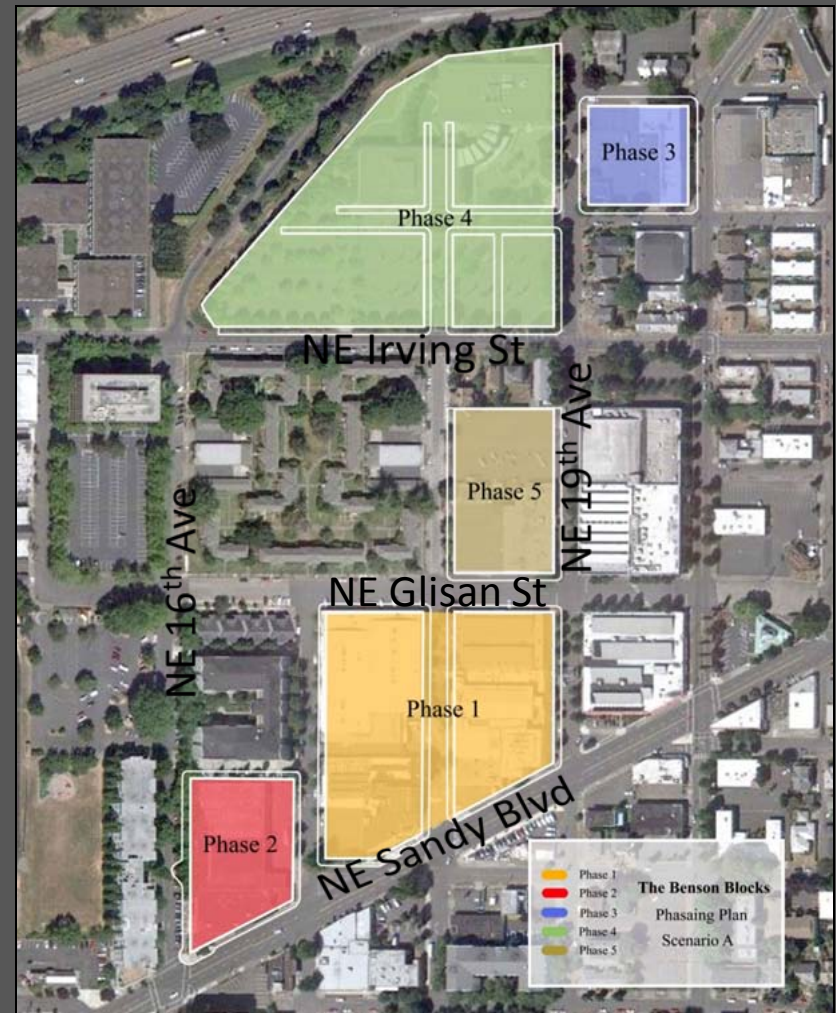 Phase 3
Phase 4
NE Irving St
NE 19th Ave
Phase 5
NE 16th Ave
NE Glisan St
Phase 1
NE Sandy Blvd
Phase 2
Phase 1
Phase 2
Phase 3
Phase 4
Phase 5
The Benson Blocks
Phasaing Plan
Scenario A